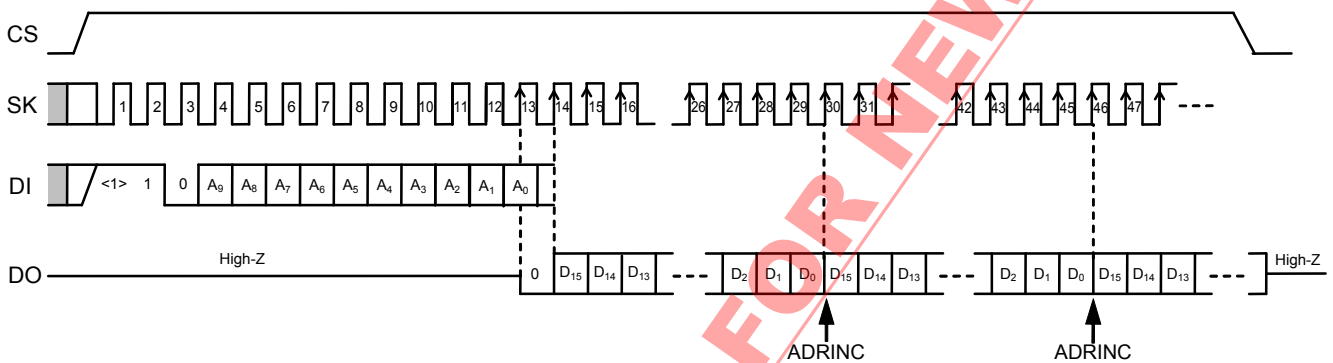 CS
SK 1 2 3 4 5 6 7 8 9 10 11 12 13 14 15 16 26 27 28 29 30 31 42 43 44 45 46 47
DI <1> 1 0 A9 A8 A7 A6 A5 A4 A3 A2 A1 A0
DO High-Z 0 D15 D14 D13 D2 D1 D0 D15 D14 D13 D2 D1 D0 D15 D14 D13 High-Z
ADRINC ADRINC
FOR NEW